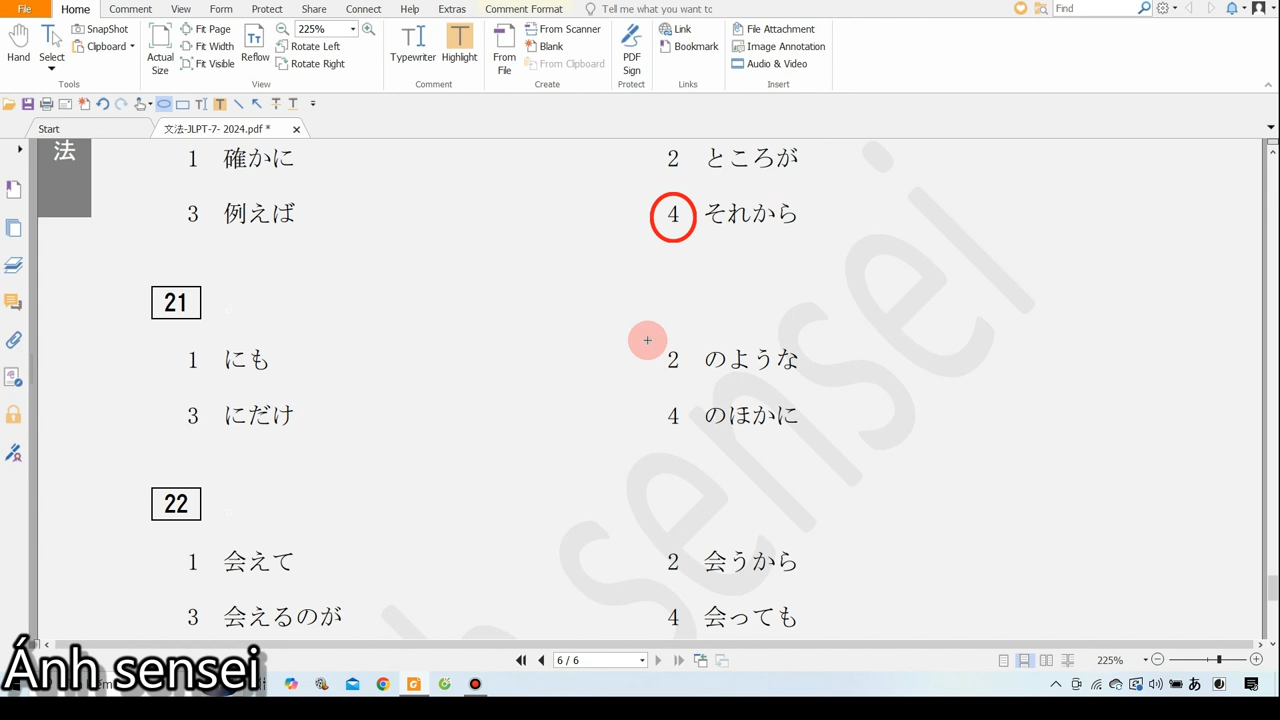 File Home Comment View Form Protect Share Connect Help Extras Comment Format Tell me what you want tc Find
Hand Select SnapShot Clipboard Actual Size Fit Page Fit Width Fit Visible Reflow 225% Rotate Left Rotate Right Typewriter Highlight From File From Scanner Blank From Clipboard PDF Sign Link Bookmark File Attachment Image Annotation Audio & Video
Tools View Comment Create Protect Links Insert
Start 文法-JLPT-7- 2024.pdf *
法
1 確かに 2 ところが
3 例えば 4 それから
21
1 にも 2 のような
3 にだけ 4 のほかに
22
1 会えて 2 会うから
3 会えるのが 4 会っても
h sensei
6 / 6 225%
Ánh sensei
あ